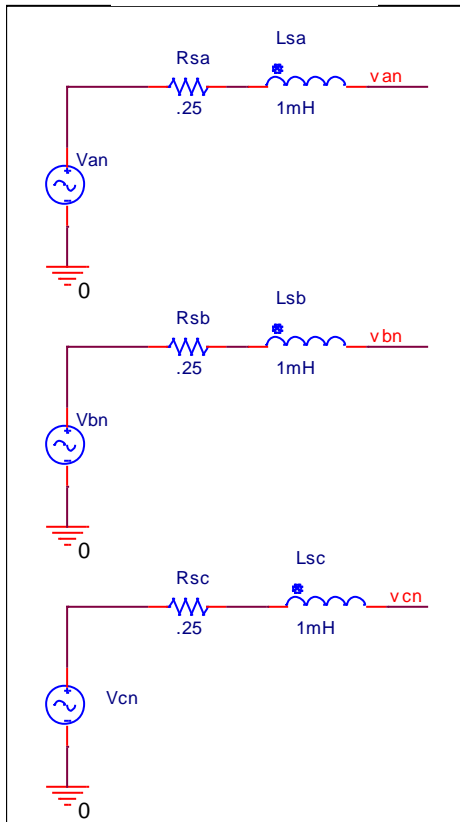 Lsa
Rsa
van
.25
1mH
Van
0
Lsb
Rsb
vbn
.25
1mH
Vbn
0
Lsc
Rsc
vcn
.25
1mH
Vcn
0